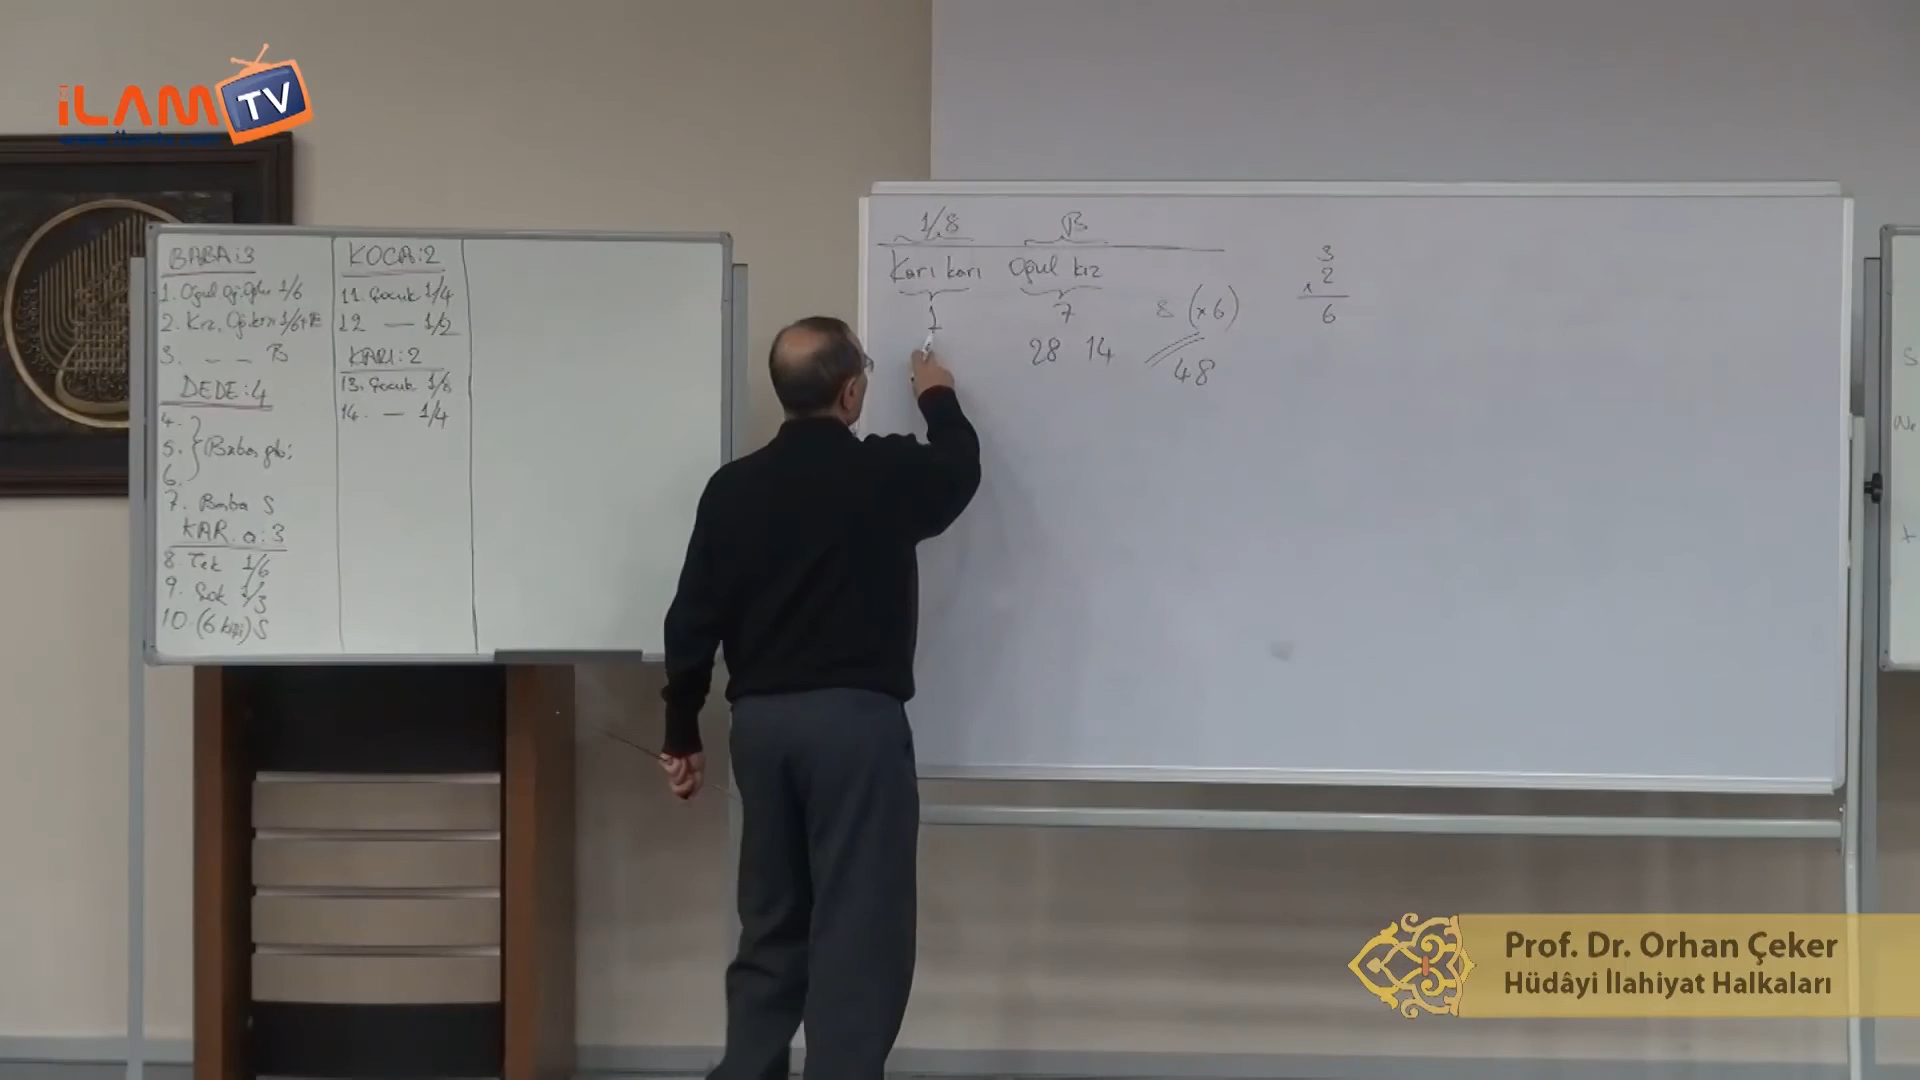 iLAM TV
BABA: 3
1. Oğul Oğ. Oğlu 1/6
2. Kız, Oğ. kızı 1/6+B
3. — — B
DEDE: 4
4.
5. } Baba gibi
6.
7. Baba S
KAR. a: 3
8. Tek 1/6
9. Çok 1/3
10. (6 kişi) S
KOCA: 2
11. Çocuk 1/4
12 — 1/2
KARI: 2
13. Çocuk 1/8
14. — 1/4
1/8 B
Karı karı Oğul kız
1 7 8 (×6)
28 14 48
3
× 2
6
Prof. Dr. Orhan Çeker
Hüdâyi İlahiyat Halkaları